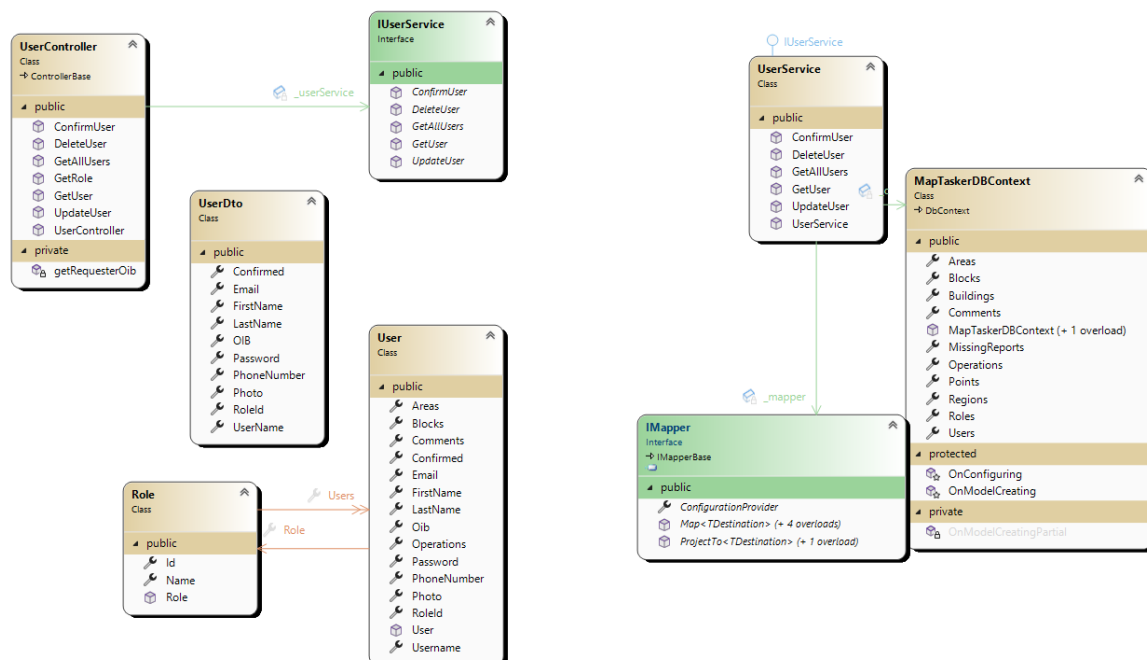 UserController
Class
ControllerBase
public
ConfirmUser
DeleteUser
GetAllUsers
GetRole
GetUser
UpdateUser
UserController
private
getRequesterOib
_userService
IUserService
Interface
public
ConfirmUser
DeleteUser
GetAllUsers
GetUser
UpdateUser
UserDto
Class
public
Confirmed
Email
FirstName
LastName
OIB
Password
PhoneNumber
Photo
RoleId
UserName
Role
Class
public
Id
Name
Role
Users
Role
User
Class
public
Areas
Blocks
Comments
Confirmed
Email
FirstName
LastName
Oib
Operations
Password
PhoneNumber
Photo
RoleId
User
Username
IUserService
UserService
Class
public
ConfirmUser
DeleteUser
GetAllUsers
GetUser
UpdateUser
UserService
_mapper
IMapper
Interface
IMapperBase
public
ConfigurationProvider
Map<TDestination> (+ 4 overloads)
ProjectTo<TDestination> (+ 1 overload)
MapTaskerDBContext
Class
DbContext
public
Areas
Blocks
Buildings
Comments
MapTaskerDBContext (+ 1 overload)
MissingReports
Operations
Points
Regions
Roles
Users
protected
OnConfiguring
OnModelCreating
private
OnModelCreatingPartial